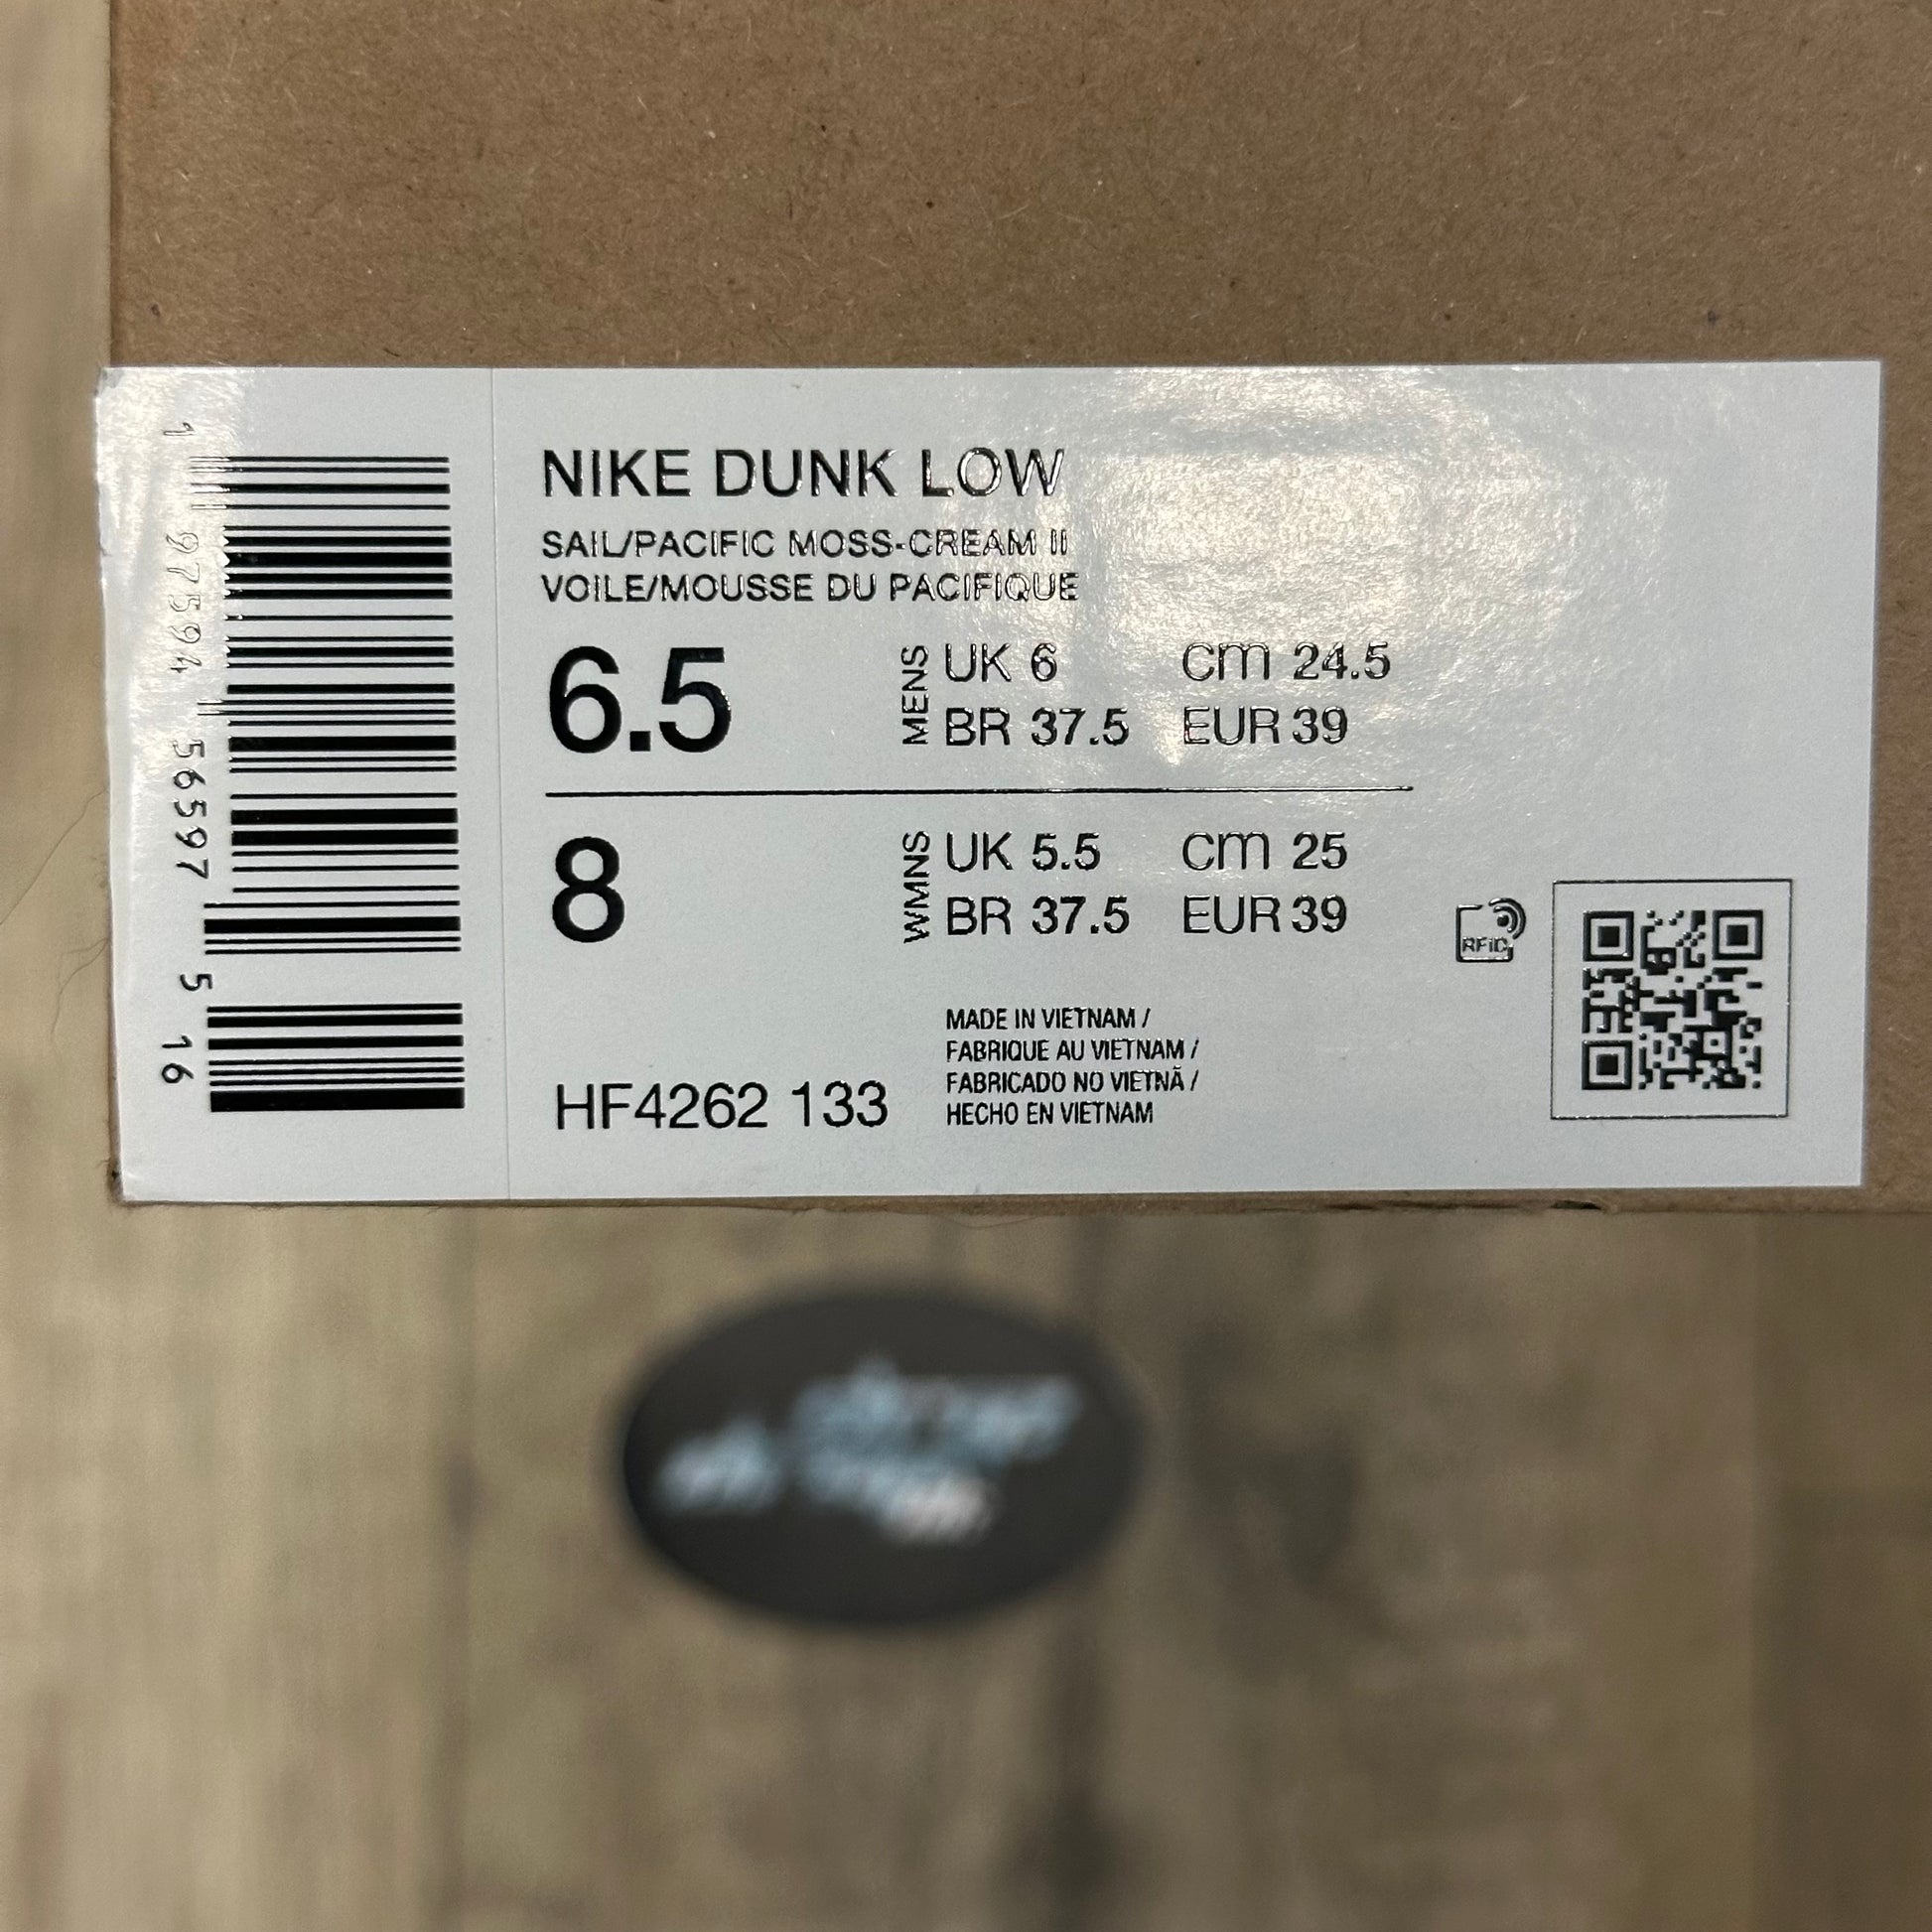 NIKE DUNK LOW
SAIL/PACIFIC MOSS-CREAM II
VOILE/MOUSSE DU PACIFIQUE
6.5 MENS UK 6 CM 24.5
BR 37.5 EUR 39
8 WMNS UK 5.5 CM 25
BR 37.5 EUR 39
RFID
MADE IN VIETNAM /
FABRIQUE AU VIETNAM /
FABRICADO NO VIETNÃ /
HECHO EN VIETNAM
HF4262 133
1 97594 56597 5 16